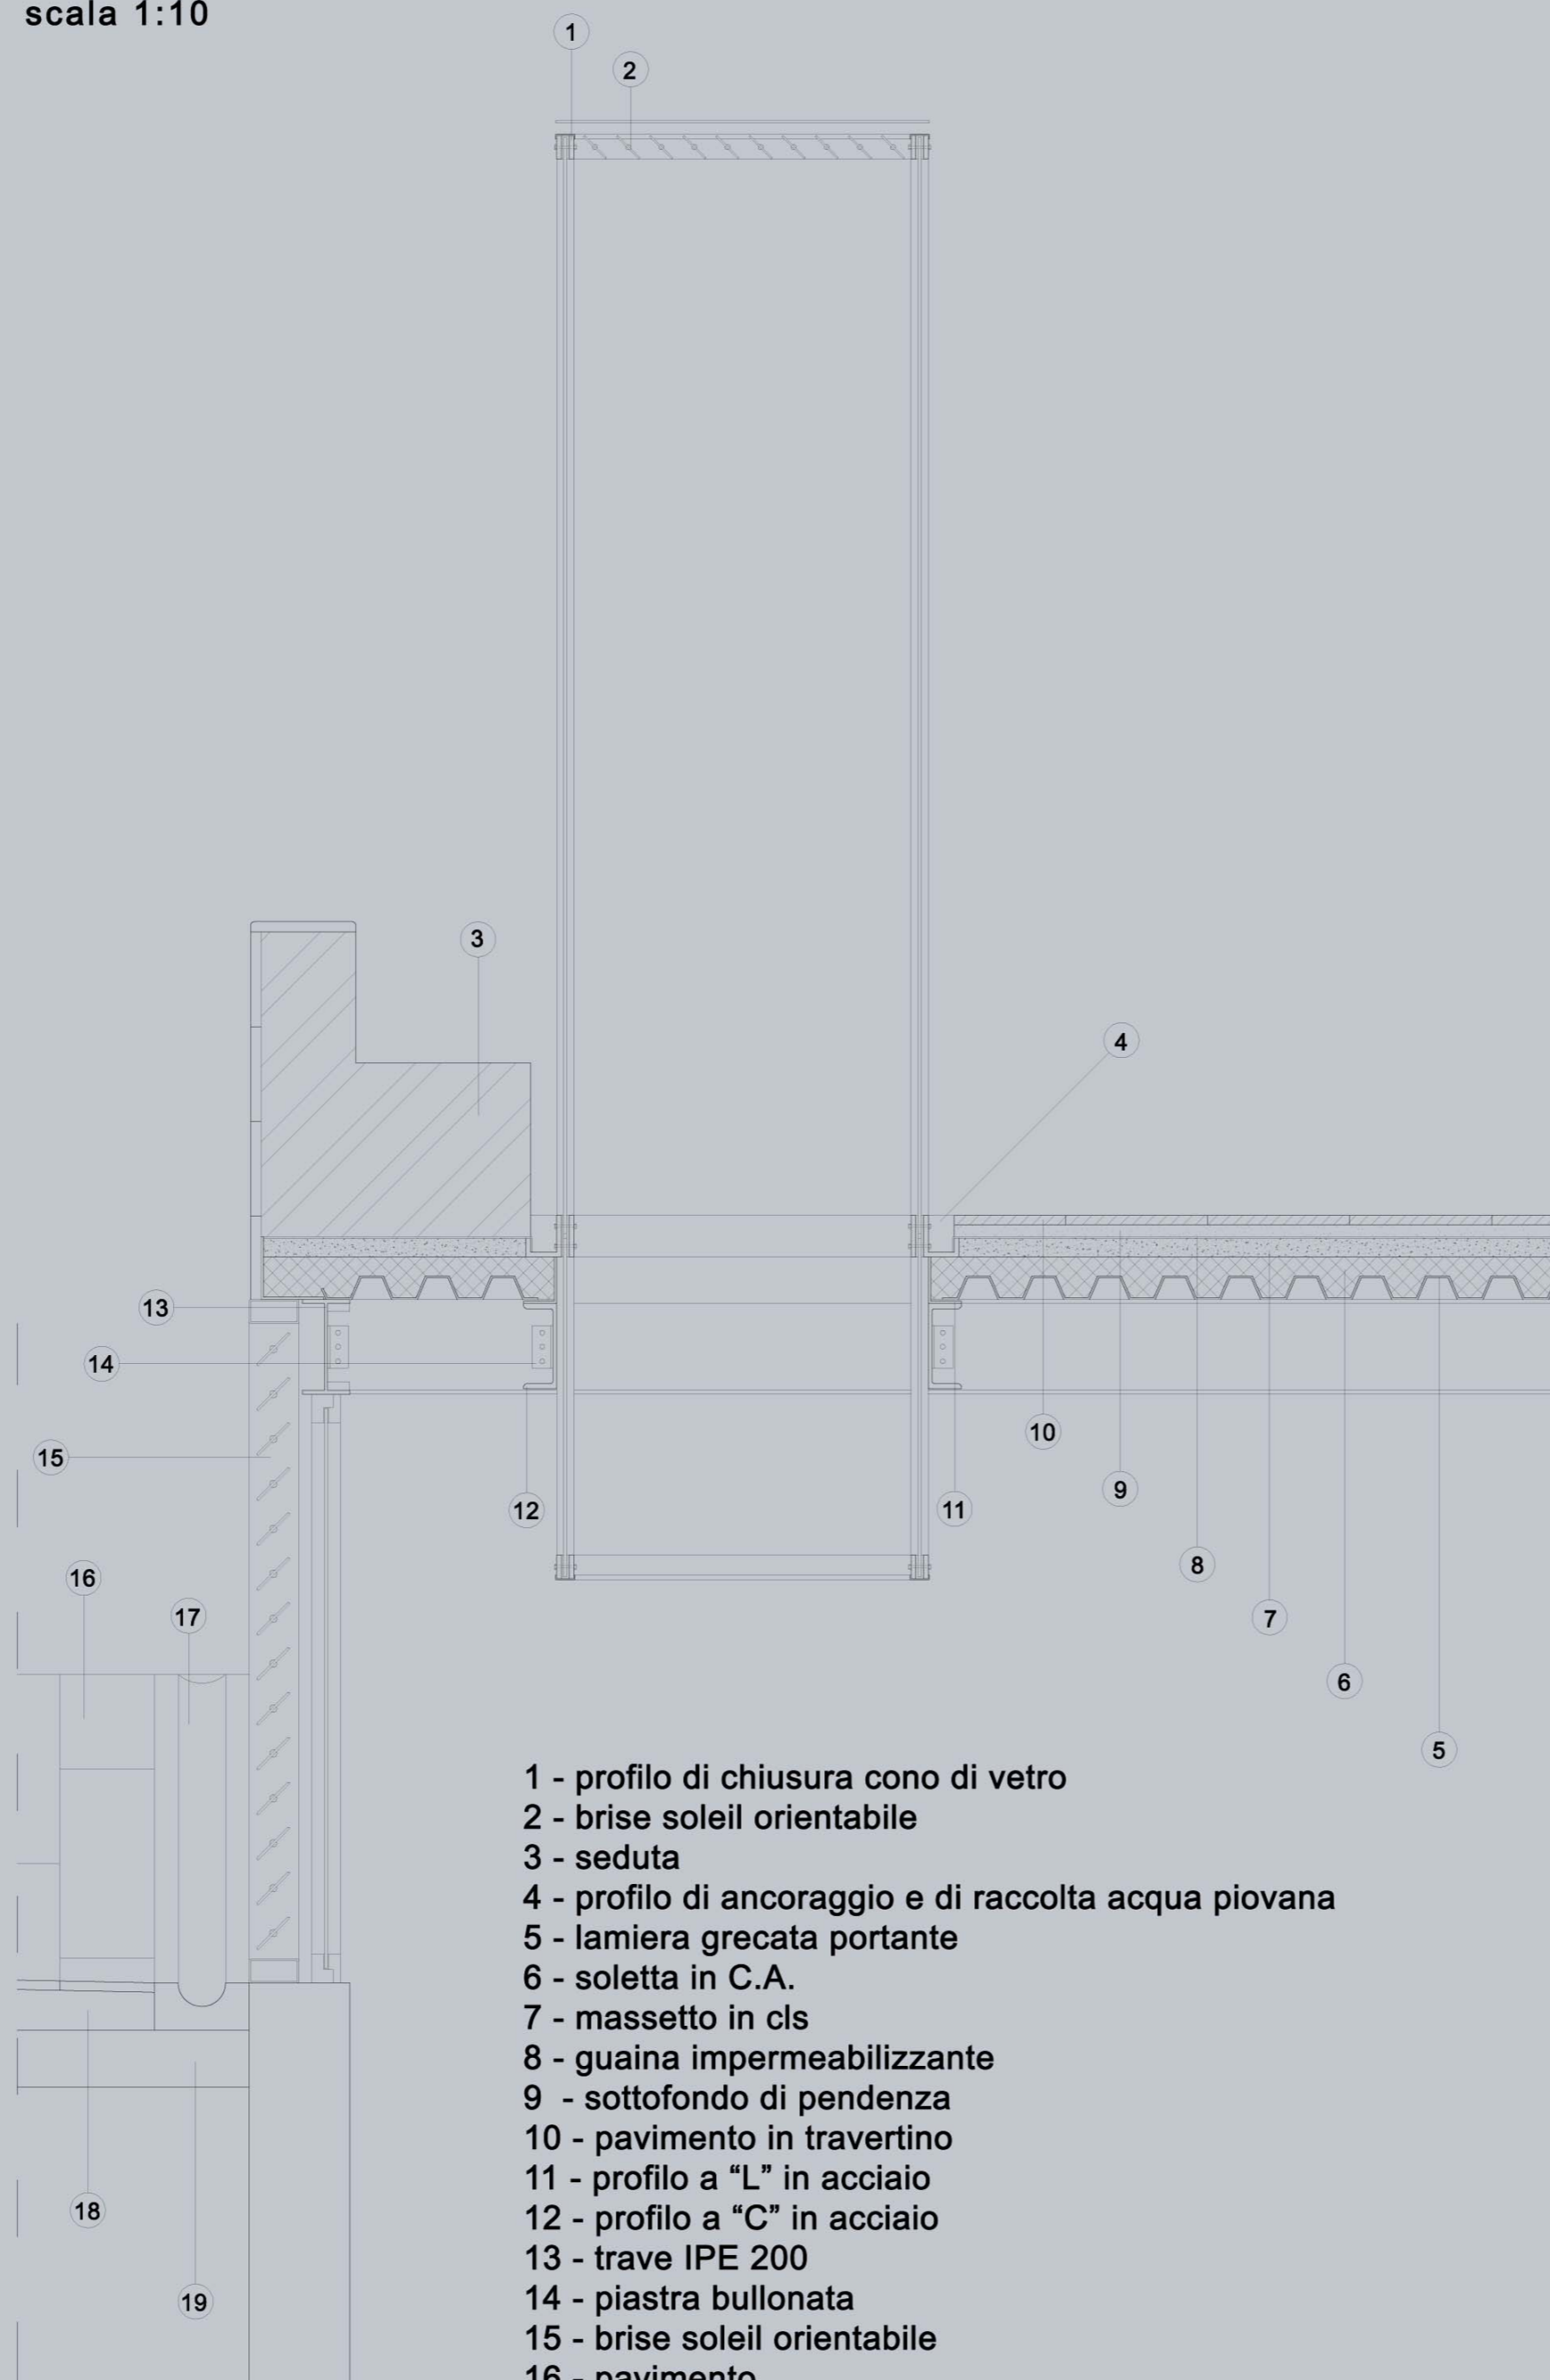 scala 1:10
1
2
3
4
13
14
15
10
12
11
9
16
8
17
7
6
5
18
19
1 - profilo di chiusura cono di vetro
2 - brise soleil orientabile
3 - seduta
4 - profilo di ancoraggio e di raccolta acqua piovana
5 - lamiera grecata portante
6 - soletta in C.A.
7 - massetto in cls
8 - guaina impermeabilizzante
9  - sottofondo di pendenza
10 - pavimento in travertino
11 - profilo a “L” in acciaio
12 - profilo a “C” in acciaio
13 - trave IPE 200
14 - piastra bullonata
15 - brise soleil orientabile
16 - pavimento